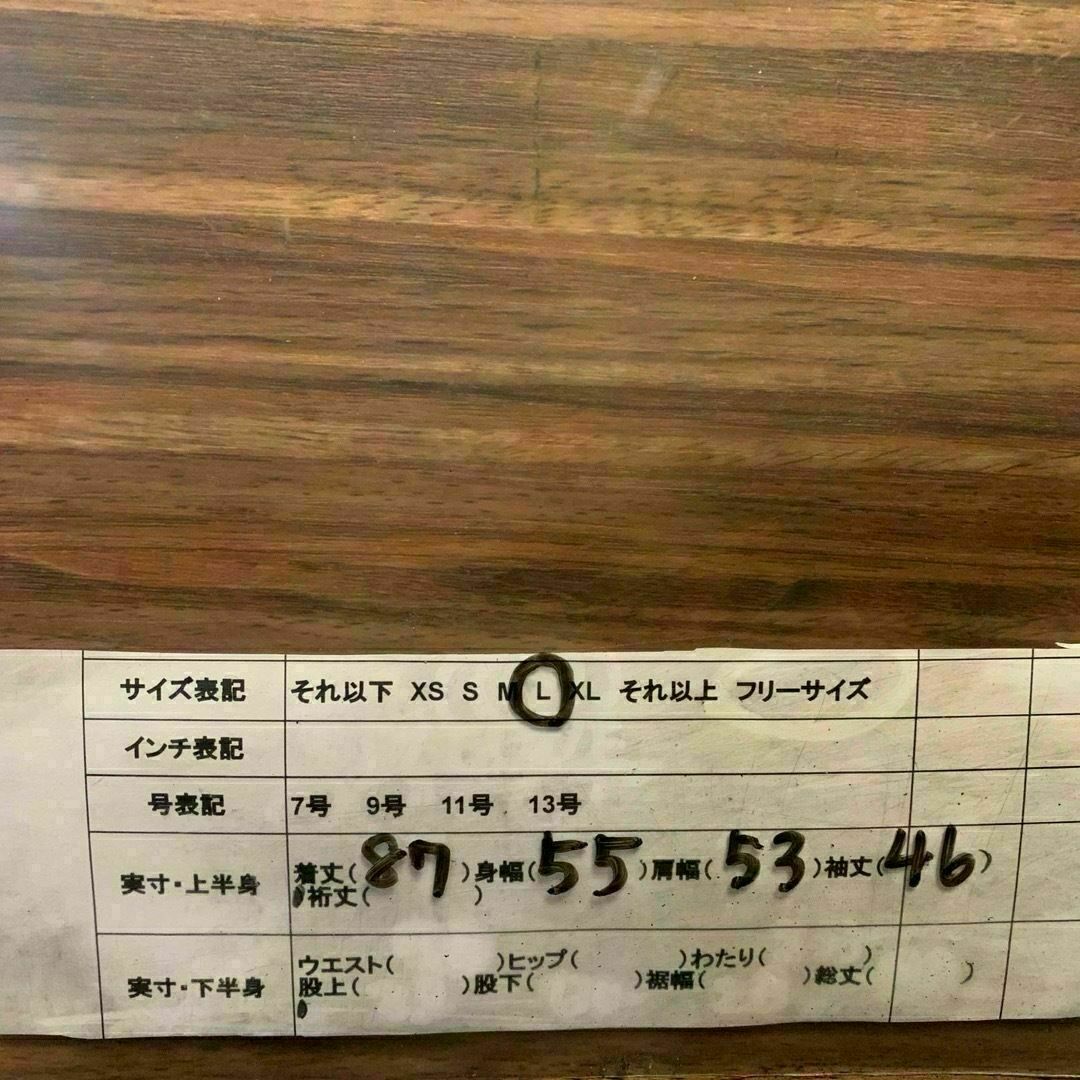 サイズ表記 それ以下 XS S M L XL それ以上 フリーサイズ
インチ表記
号表記 7号 9号 11号 13号
実寸・上半身 着丈(87)身幅(55)肩幅(53)袖丈(46)
裄丈( )
実寸・下半身 ウエスト( )ヒップ( )わたり( )
股上( )股下( )裾幅( )総丈( )